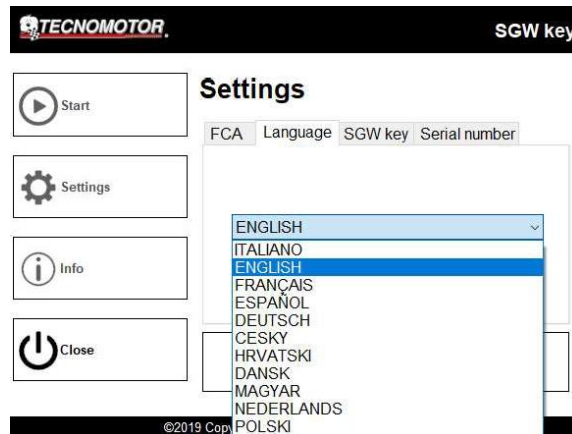 TECNOMOTOR.
SGW key
Settings
Start
FCA Language SGW key Serial number
Settings
ENGLISH
ITALIANO
ENGLISH
FRANÇAIS
ESPAÑOL
DEUTSCH
CESKY
HRVATSKI
DANSK
MAGYAR
NEDERLANDS
POLSKI
Info
Close
©2019 Copy